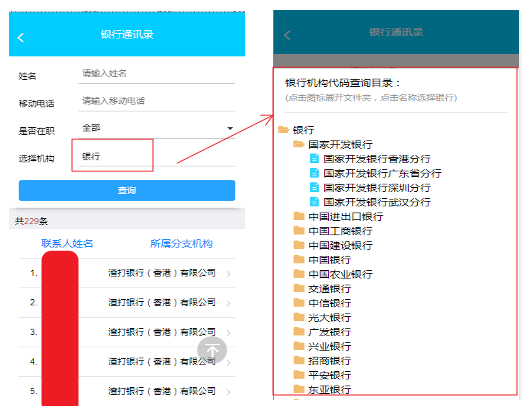 银行通讯录
姓名 请输入姓名
移动电话 请输入移动电话
是否在职 全部
选择机构 银行
查询
共229条
联系人姓名 所属分支机构
1. 渣打银行（香港）有限公司
2. 渣打银行（香港）有限公司
3. 渣打银行（香港）有限公司
4. 渣打银行（香港）有限公司
5. 渣打银行（香港）有限公司
银行通讯录
银行机构代码查询目录：
(点击图标展开文件夹，点击名称选择银行)
银行
国家开发银行
国家开发银行香港分行
国家开发银行广东省分行
国家开发银行深圳分行
国家开发银行武汉分行
中国进出口银行
中国工商银行
中国建设银行
中国银行
中国农业银行
交通银行
中信银行
光大银行
广发银行
兴业银行
招商银行
平安银行
东亚银行